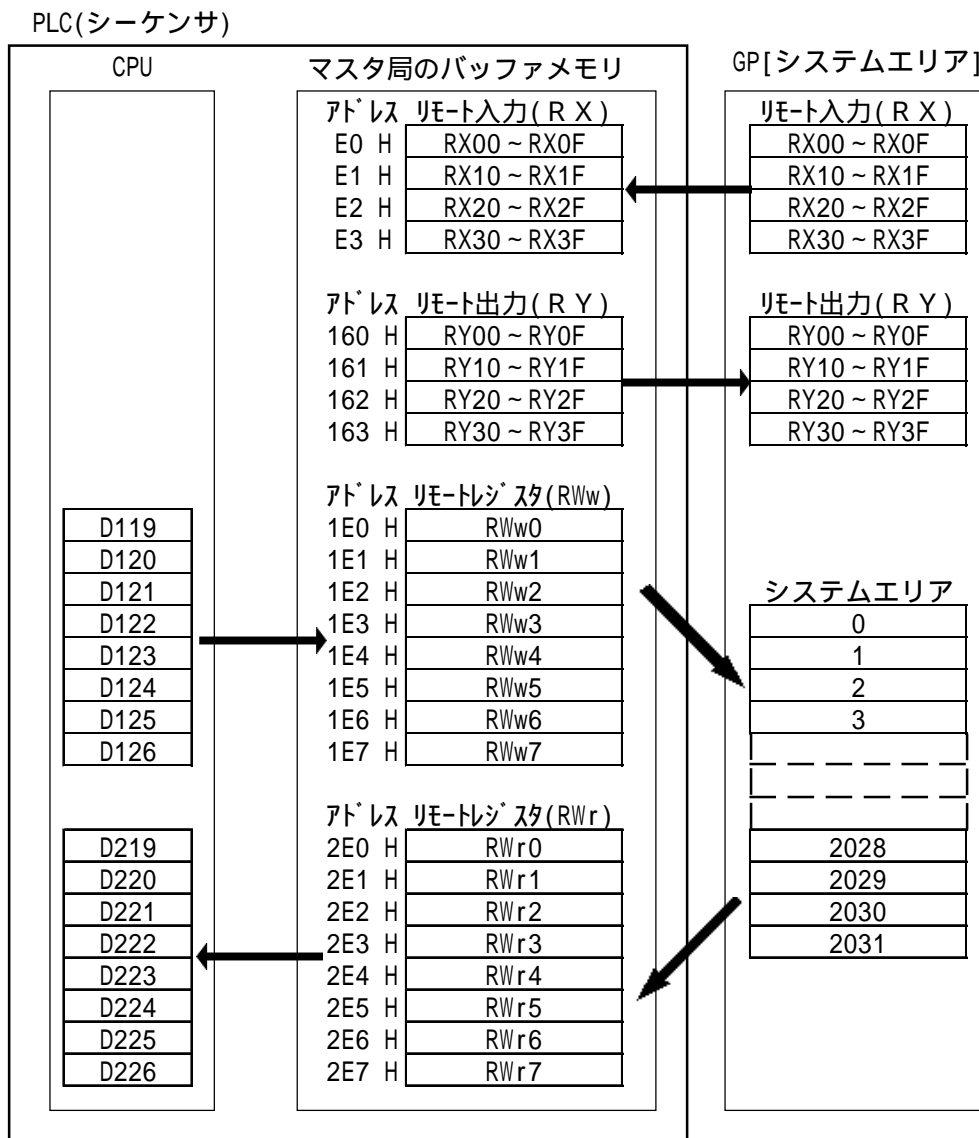 PLC(シーケンサ)
CPU
マスタ局のバッファメモリ
GP[システムエリア]
アドレス リモート入力(RX)
E0 H RX00~RX0F
E1 H RX10~RX1F
E2 H RX20~RX2F
E3 H RX30~RX3F
リモート入力(RX)
RX00~RX0F
RX10~RX1F
RX20~RX2F
RX30~RX3F
アドレス リモート出力(RY)
160 H RY00~RY0F
161 H RY10~RY1F
162 H RY20~RY2F
163 H RY30~RY3F
リモート出力(RY)
RY00~RY0F
RY10~RY1F
RY20~RY2F
RY30~RY3F
D119
D120
D121
D122
D123
D124
D125
D126
アドレス リモートレジスタ(RWw)
1E0 H RWw0
1E1 H RWw1
1E2 H RWw2
1E3 H RWw3
1E4 H RWw4
1E5 H RWw5
1E6 H RWw6
1E7 H RWw7
システムエリア
0
1
2
3
D219
D220
D221
D222
D223
D224
D225
D226
アドレス リモートレジスタ(RWr)
2E0 H RWr0
2E1 H RWr1
2E2 H RWr2
2E3 H RWr3
2E4 H RWr4
2E5 H RWr5
2E6 H RWr6
2E7 H RWr7
2028
2029
2030
2031